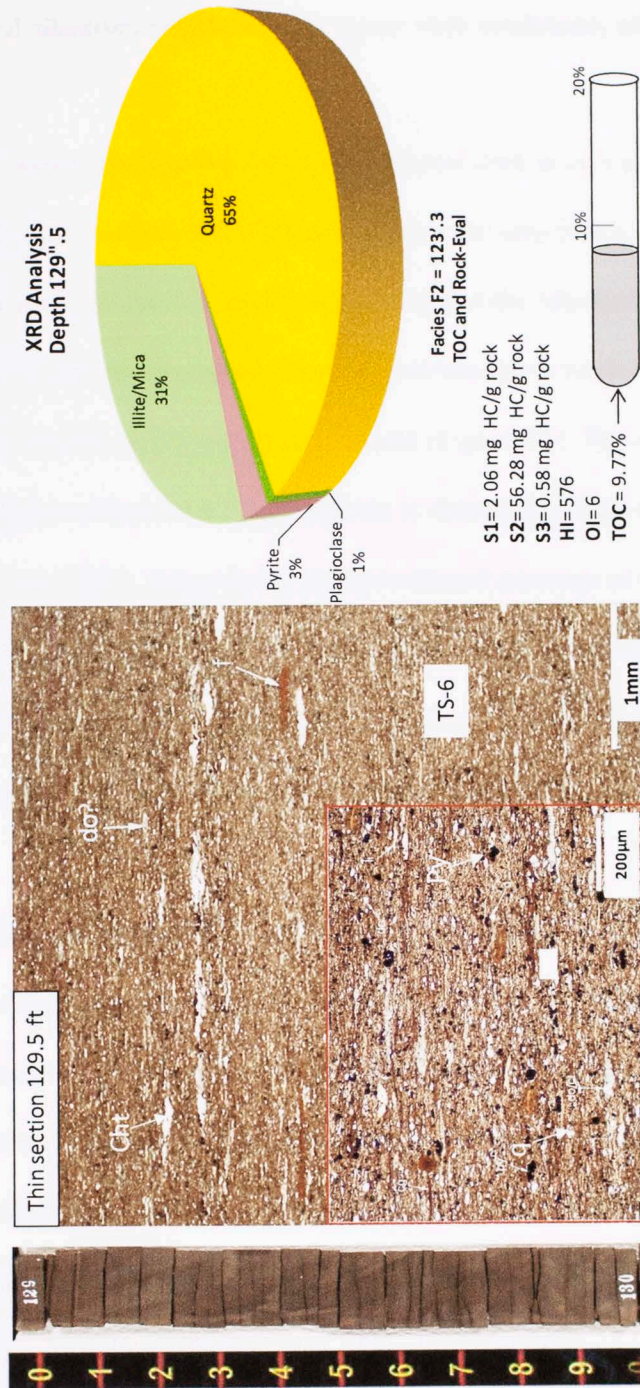 0
1
2
3
4
5
6
7
8
9
0
129
130
Thin section 129.5 ft
Cht
do?
f
TS-6
1mm
py
q
200µm
XRD Analysis
Depth 129".5
Illite/Mica
31%
Quartz
65%
Pyrite
3%
Plagioclase
1%
Facies F2 = 123'.3
TOC and Rock-Eval
S1= 2.06 mg HC/g rock
S2= 56.28 mg HC/g rock
S3= 0.58 mg HC/g rock
HI= 576
OI= 6
TOC = 9.77%
10%
20%